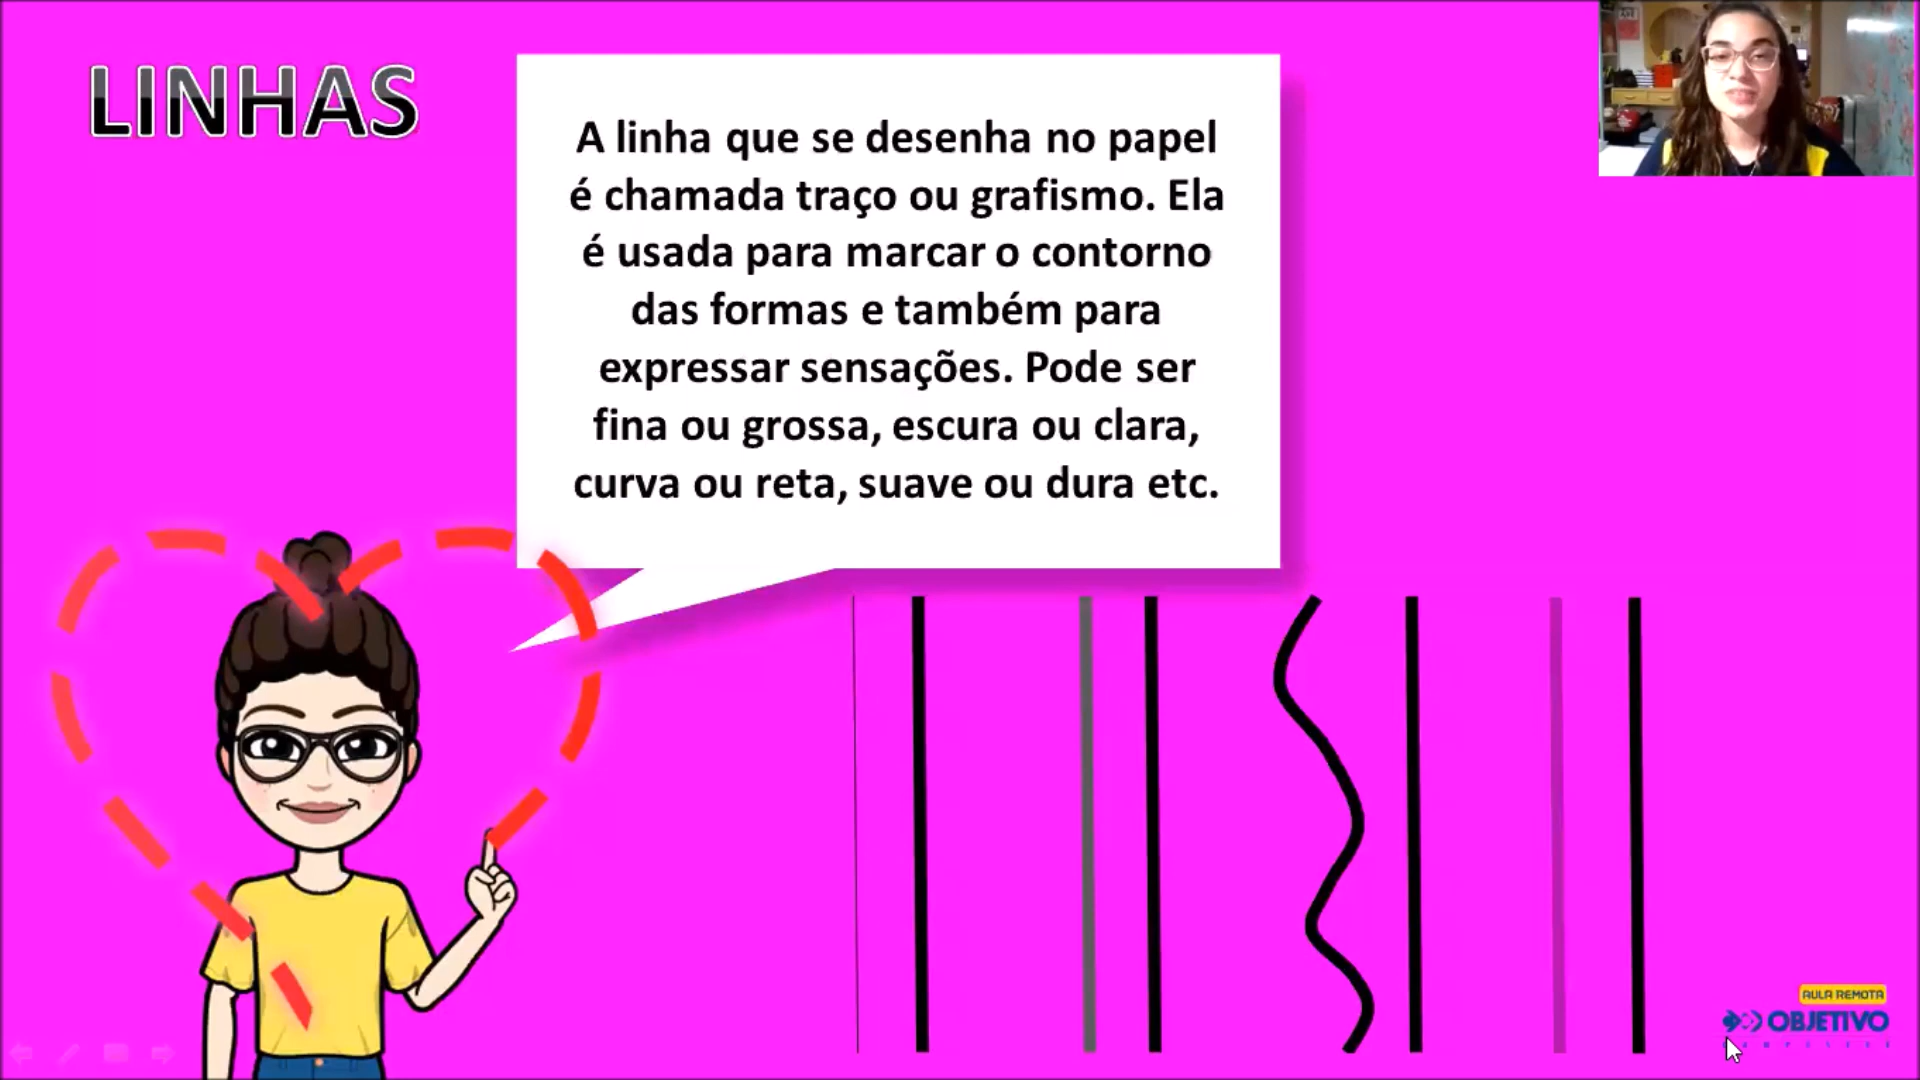 LINHAS
A linha que se desenha no papel
é chamada traço ou grafismo. Ela
é usada para marcar o contorno
das formas e também para
expressar sensações. Pode ser
fina ou grossa, escura ou clara,
curva ou reta, suave ou dura etc.
AULA REMOTA
OBJETIVO